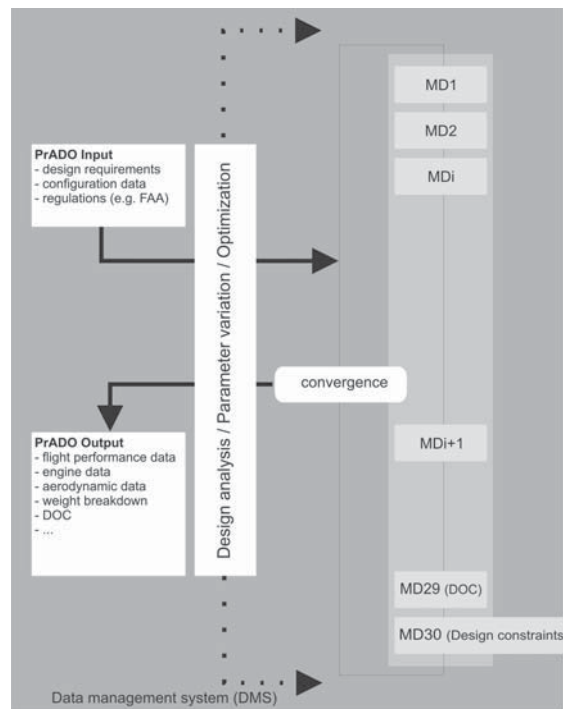 MD1
MD2
MDi
PrADO Input
- design requirements
- configuration data
- regulations (e.g. FAA)
Design analysis / Parameter variation / Optimization
convergence
PrADO Output
- flight performance data
- engine data
- aerodynamic data
- weight breakdown
- DOC
- ...
MDi+1
MD29 (DOC)
MD30 (Design constraints
Data management system (DMS)